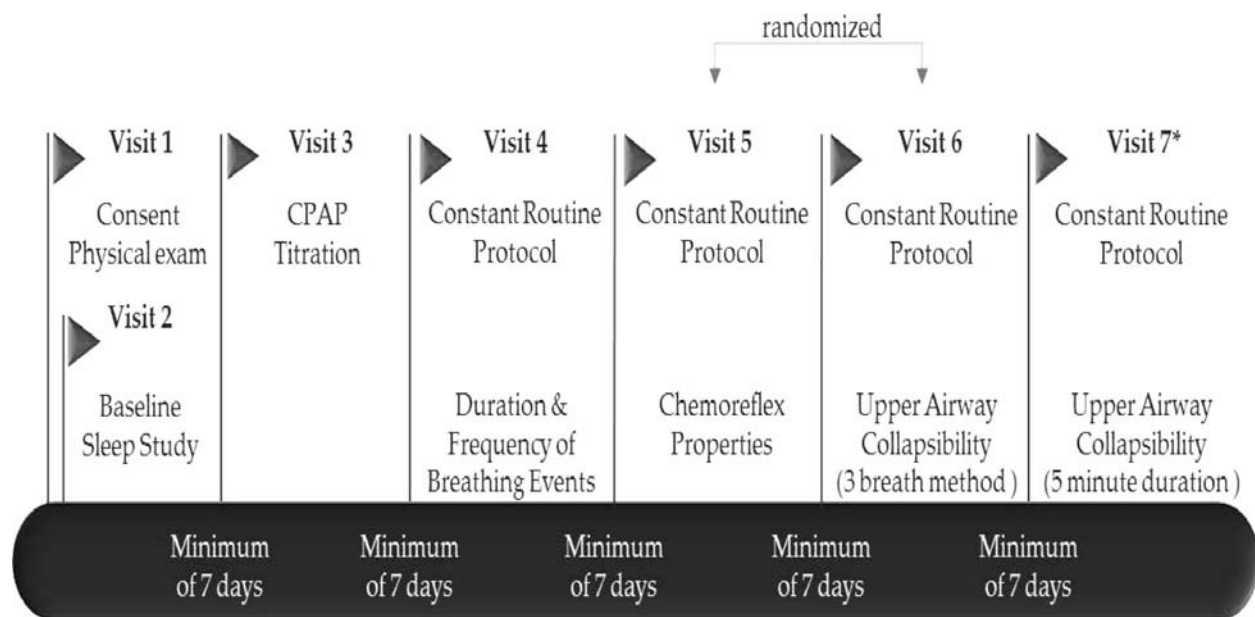 randomized
Visit 1
Consent
Physical exam
Visit 2
Baseline
Sleep Study
Visit 3
CPAP
Titration
Visit 4
Constant Routine
Protocol
Duration &
Frequency of
Breathing Events
Visit 5
Constant Routine
Protocol
Chemoreflex
Properties
Visit 6
Constant Routine
Protocol
Upper Airway
Collapsibility
(3 breath method )
Visit 7*
Constant Routine
Protocol
Upper Airway
Collapsibility
(5 minute duration )
Minimum
of 7 days
Minimum
of 7 days
Minimum
of 7 days
Minimum
of 7 days
Minimum
of 7 days